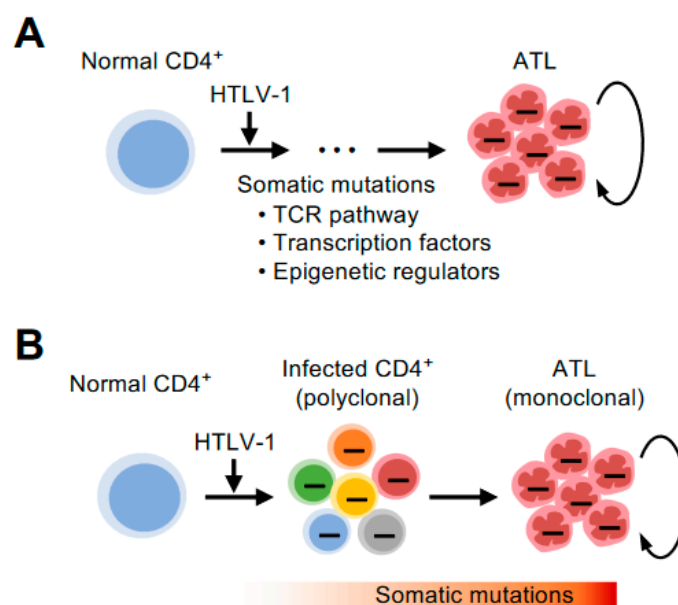 A
Normal CD4⁺
ATL
HTLV-1
...
Somatic mutations
• TCR pathway
• Transcription factors
• Epigenetic regulators
B
Normal CD4⁺
Infected CD4⁺
(polyclonal)
ATL
(monoclonal)
HTLV-1
Somatic mutations